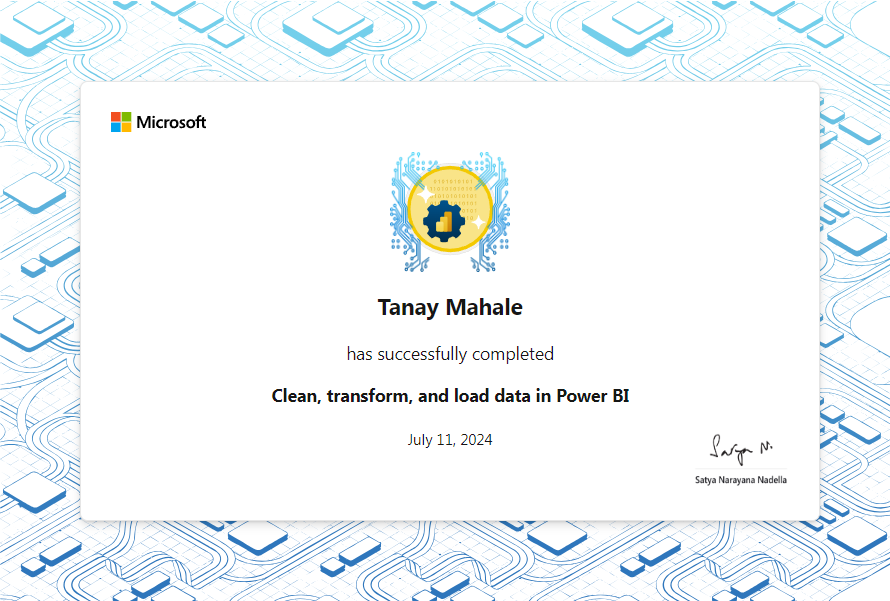 Microsoft
Tanay Mahale
has successfully completed
Clean, transform, and load data in Power BI
July 11, 2024
Satya N.
Satya Narayana Nadella